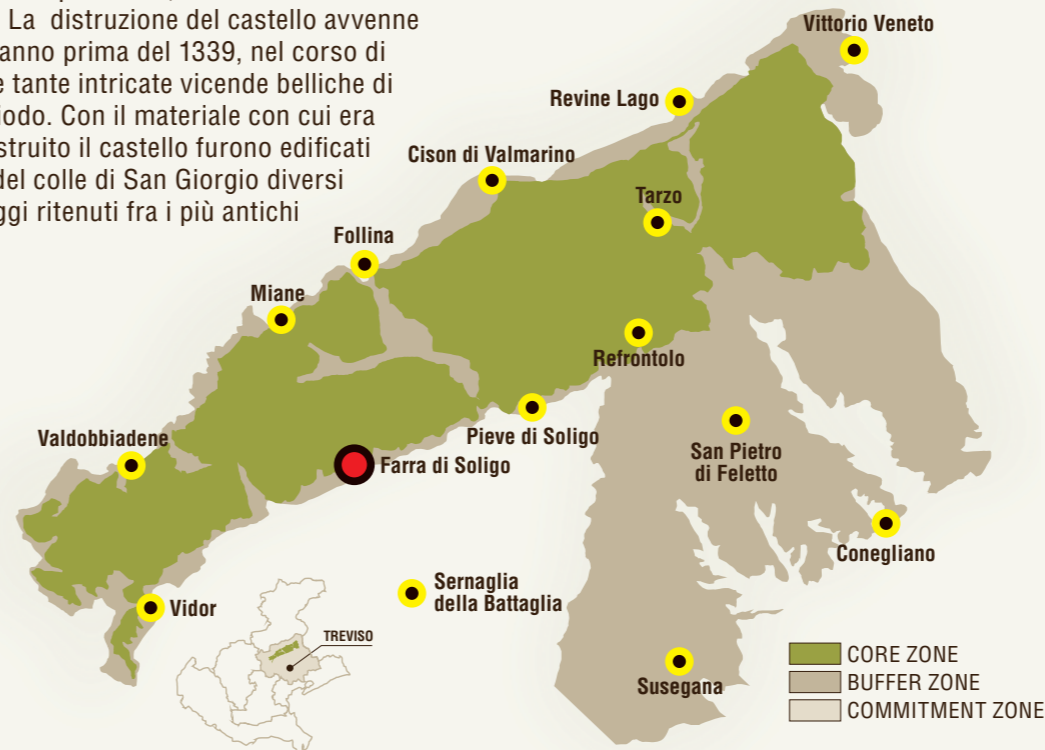 La distruzione del castello avvenne
anno prima del 1339, nel corso di
tante intricate vicende belliche di
Con il materiale con cui era
il castello furono edificati
del colle di San Giorgio diversi
ritenuti fra i più antichi
Vittorio Veneto
Revine Lago
Cison di Valmarino
Tarzo
Follina
Miane
Refrontolo
Pieve di Soligo
San Pietro
di Feletto
Valdobbiadene
Farra di Soligo
Conegliano
Sernaglia
della Battaglia
Vidor
TREVISO
Susegana
CORE ZONE
BUFFER ZONE
COMMITMENT ZONE